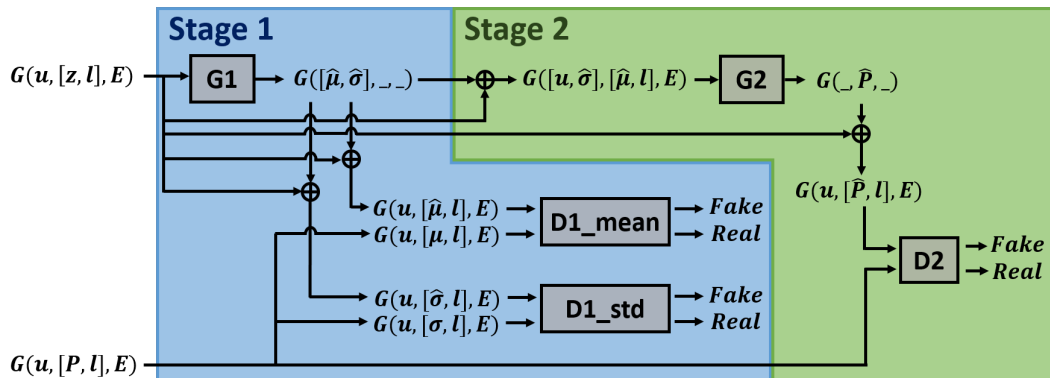 Stage 1
Stage 2
G(u, [z, l], E)
G1
G([μ̂, σ̂], _, _)
G([u, σ̂], [μ̂, l], E)
G2
G(_, P̂, _)
G(u, [P̂, l], E)
G(u, [μ̂, l], E)
G(u, [μ, l], E)
D1_mean
Fake
Real
D2
Fake
Real
G(u, [σ̂, l], E)
G(u, [σ, l], E)
D1_std
Fake
Real
G(u, [P, l], E)